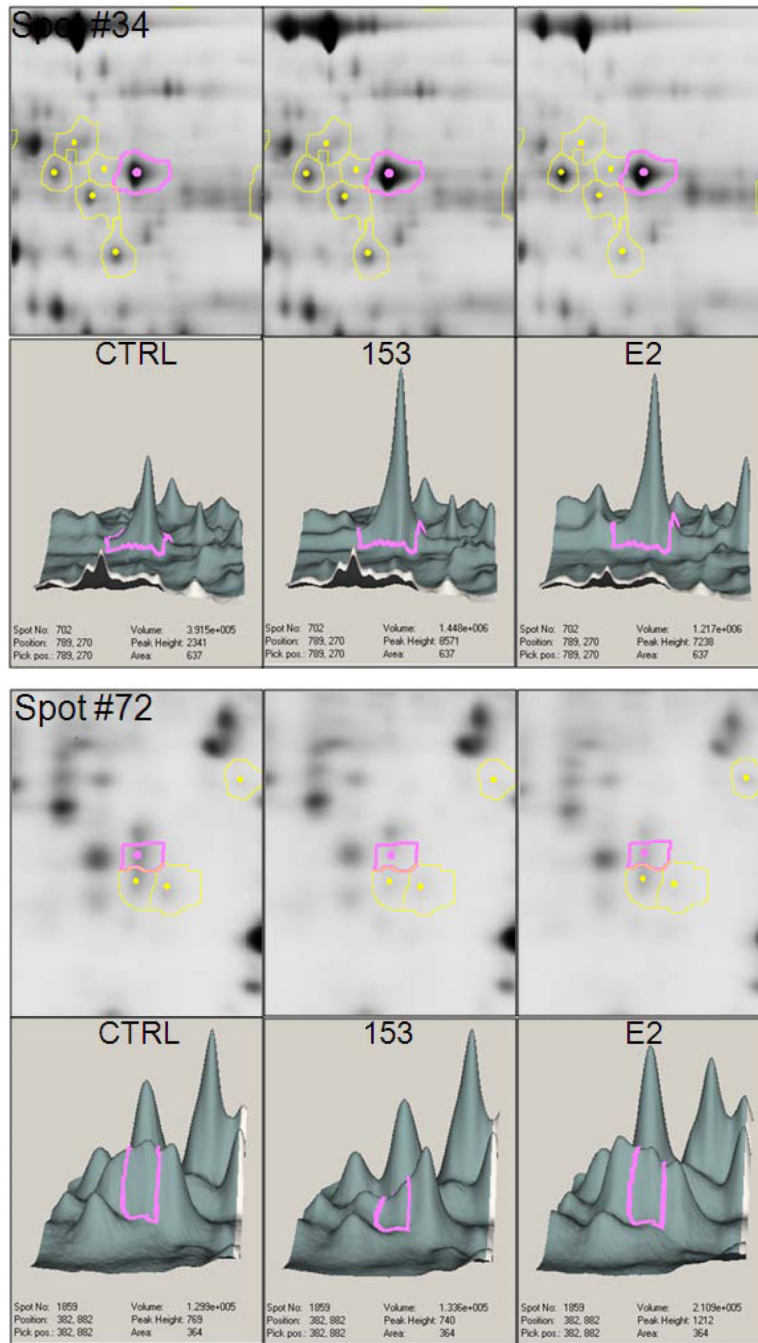 Spot #34
CTRL 153 E2
Spot No: 702 Volume: 3.915e+005
Position: 789, 270 Peak Height: 2341
Pick pos.: 789, 270 Area: 637
Spot No: 702 Volume: 1.448e+006
Position: 789, 270 Peak Height: 8571
Pick pos.: 789, 270 Area: 637
Spot No: 702 Volume: 1.217e+006
Position: 789, 270 Peak Height: 7238
Pick pos.: 789, 270 Area: 637
Spot #72
CTRL 153 E2
Spot No: 1859 Volume: 1.299e+005
Position: 382, 882 Peak Height: 769
Pick pos.: 382, 882 Area: 364
Spot No: 1859 Volume: 1.336e+005
Position: 382, 882 Peak Height: 740
Pick pos.: 382, 882 Area: 364
Spot No: 1859 Volume: 2.109e+005
Position: 382, 882 Peak Height: 1212
Pick pos.: 382, 882 Area: 364